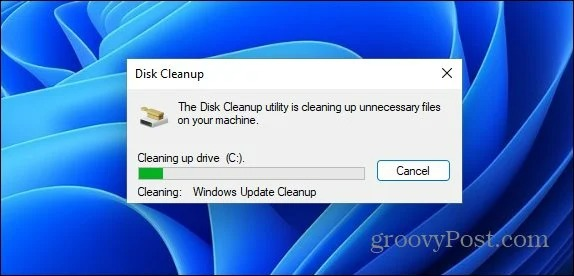 Disk Cleanup
The Disk Cleanup utility is cleaning up unnecessary files
on your machine.
Cleaning up drive (C:).
Cancel
Cleaning: Windows Update Cleanup
groovyPost.com